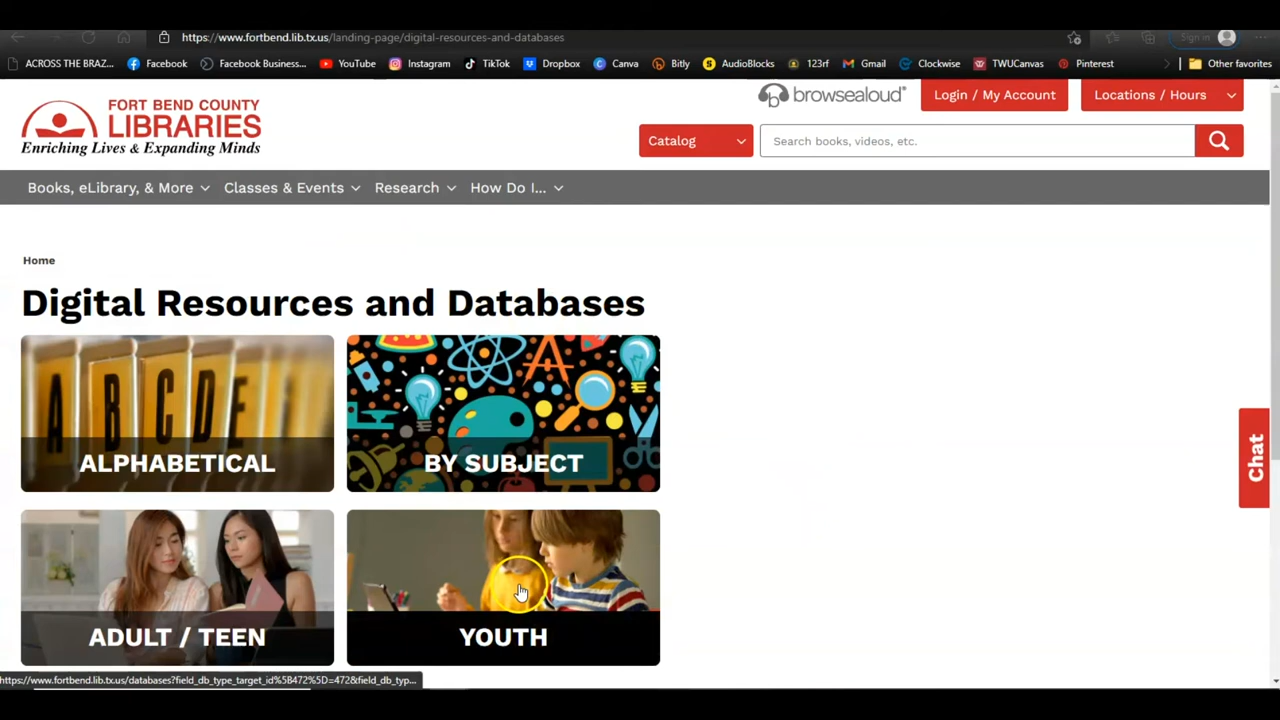 https://www.fortbend.lib.tx.us/landing-page/digital-resources-and-databases
Sign in
ACROSS THE BRAZ... Facebook Facebook Business... YouTube Instagram TikTok Dropbox Canva Bitly AudioBlocks 123rf Gmail Clockwise TWUCanvas Pinterest Other favorites
FORT BEND COUNTY
LIBRARIES
Enriching Lives & Expanding Minds
browsealoud
Login / My Account
Locations / Hours
Catalog
Search books, videos, etc.
Books, eLibrary, & More
Classes & Events
Research
How Do I...
Home
Digital Resources and Databases
A B C D E
ALPHABETICAL
BY SUBJECT
ADULT / TEEN
YOUTH
Chat
https://www.fortbend.lib.tx.us/databases?field_db_type_target_id%5B472%5D=472&field_db_typ...